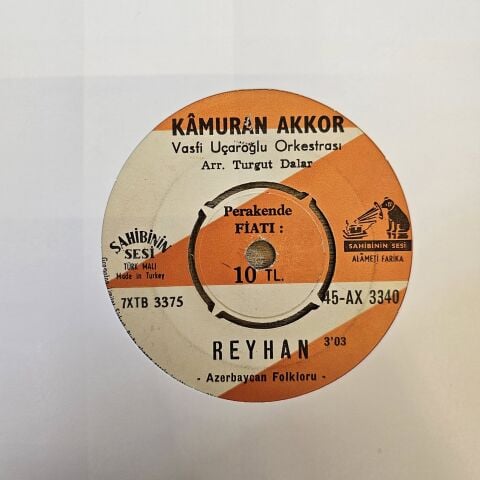 KÂMURAN AKKOR
Vasfi Uçaroğlu Orkestrası
Arr. Turgut Dalar
Perakende
FİATI :
10 TL.
SAHİBİNİN
SESİ
TÜRK MALI
Made in Turkey
SAHİBİNİN SESİ
ALÂMETİ FARİKA
7XTB 3375
45-AX 3340
REYHAN 3'03
- Azerbaycan Folkloru -